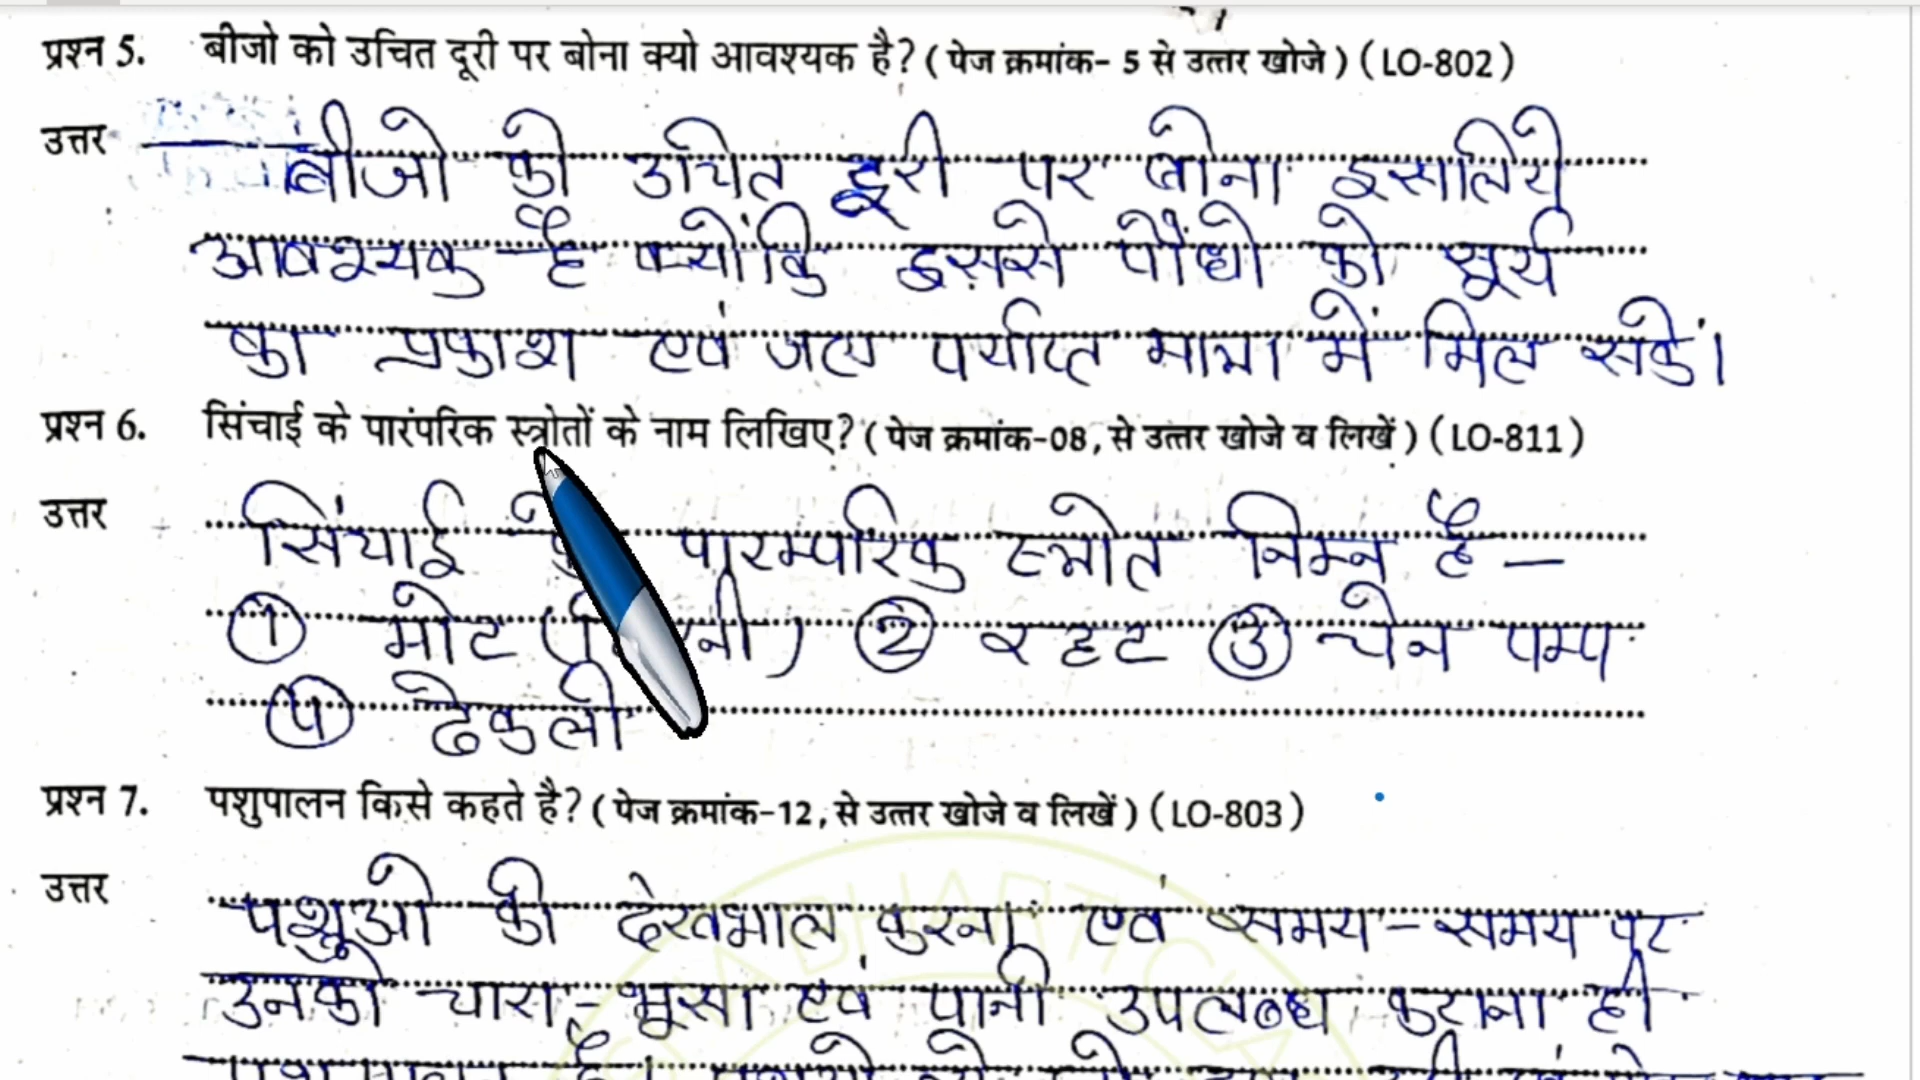 प्रश्न 5. बीजो को उचित दूरी पर बोना क्यो आवश्यक है? ( पेज क्रमांक- 5 से उत्तर खोजे ) (LO-802)
उत्तर बीजो को उचित दूरी पर बोना इसलिये
आवश्यक है क्योंकि इससे पौंधो को सूर्य
का प्रकाश एवं जल पर्याप्त मात्रा में मिल सके।
प्रश्न 6. सिंचाई के पारंपरिक स्त्रोतों के नाम लिखिए? ( पेज क्रमांक-08, से उत्तर खोजे व लिखें ) (LO-811)
उत्तर सिंचाई के पारम्परिक स्त्रोत निम्न है –
① मोट ② रहट ③ चेन पम्प
④ ढेकली
प्रश्न 7. पशुपालन किसे कहते है? ( पेज क्रमांक-12, से उत्तर खोजे व लिखें ) (LO-803)
उत्तर पशुओ की देखभाल करना एवं समय-समय पर
उनको चारा-भूसा एवं पानी उपलब्ध कराना ही